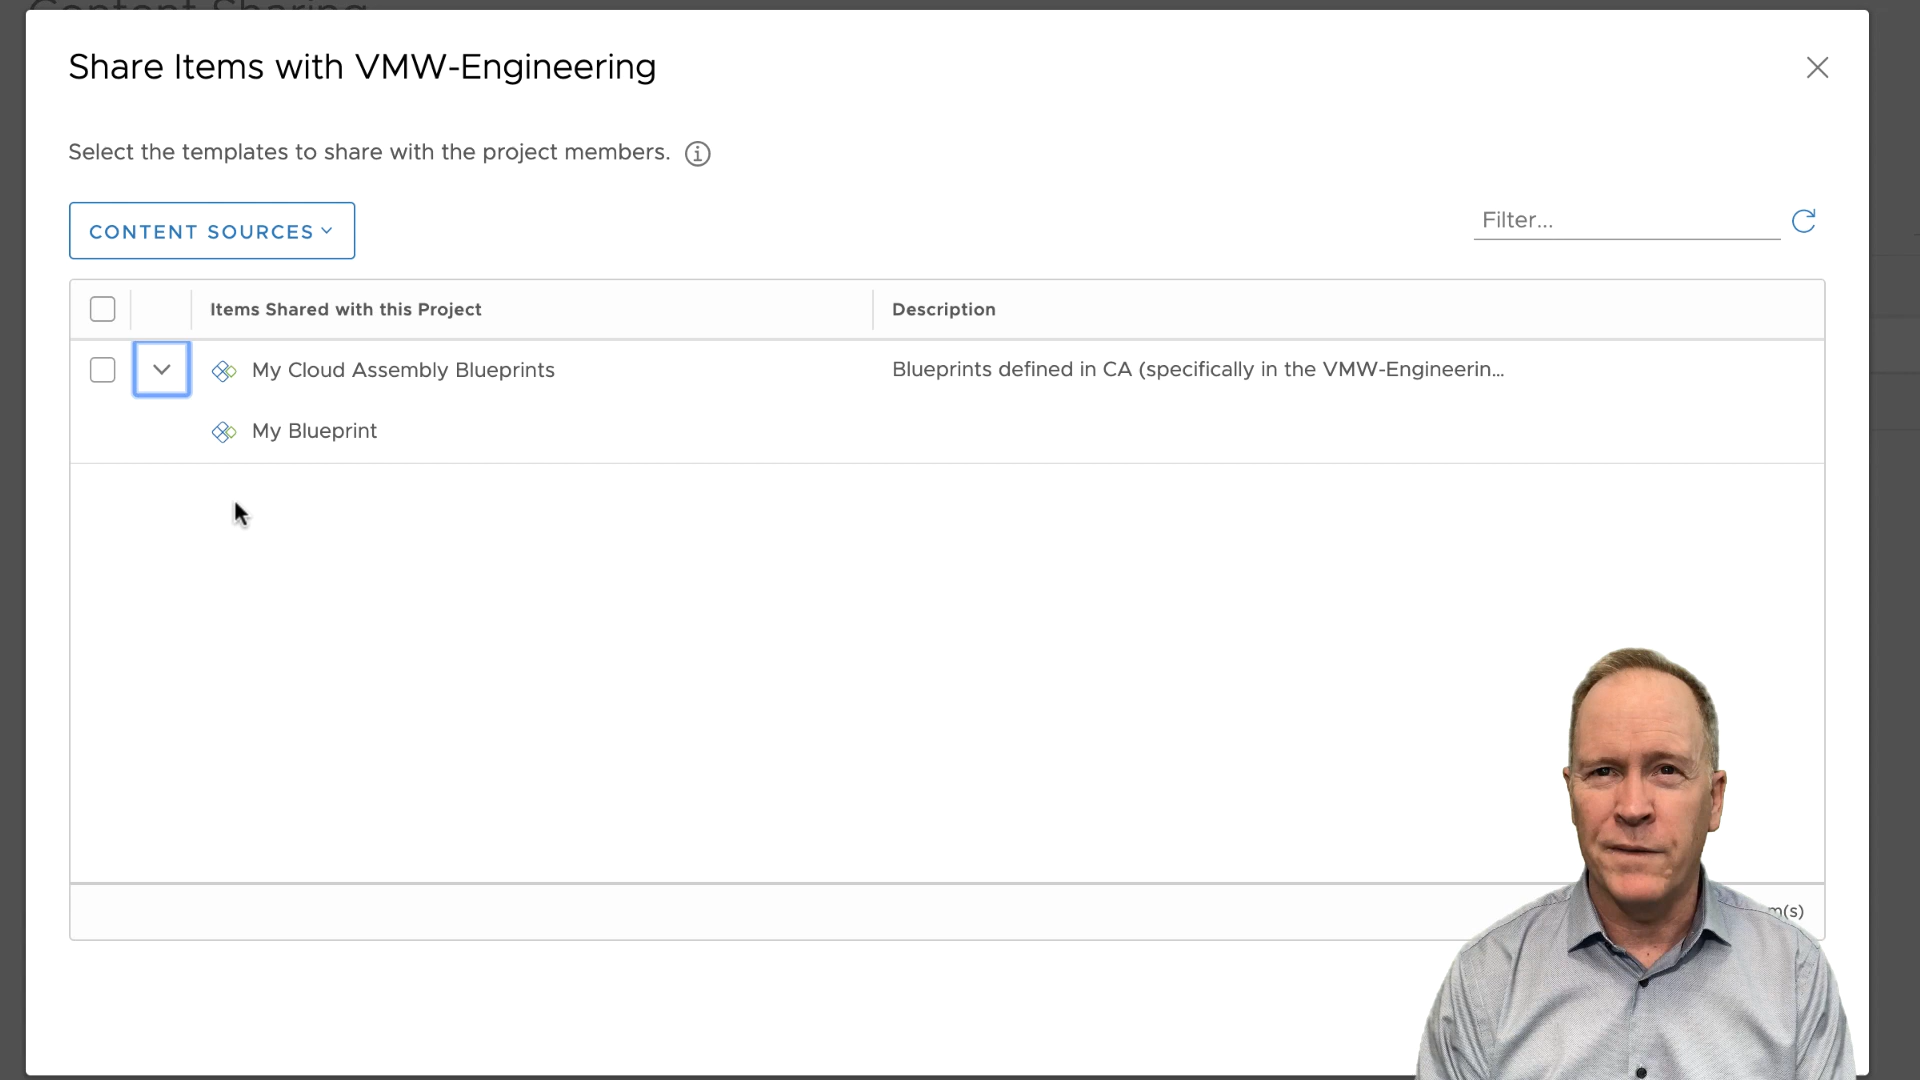 Content Sharing
Share Items with VMW-Engineering
Select the templates to share with the project members.
CONTENT SOURCES
Filter...
Items Shared with this Project
Description
My Cloud Assembly Blueprints
Blueprints defined in CA (specifically in the VMW-Engineerin...
My Blueprint
m(s)